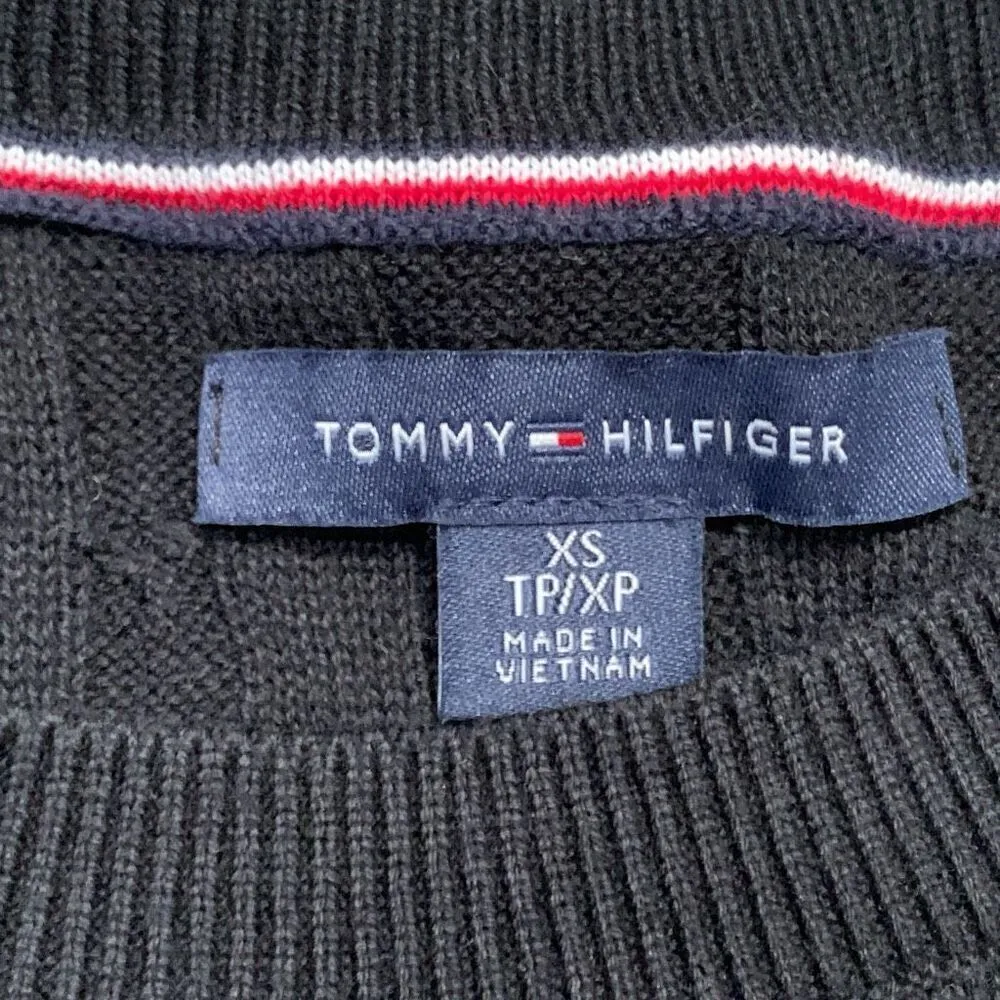 TOMMY HILFIGER
XS
TP/XP
MADE IN
VIETNAM